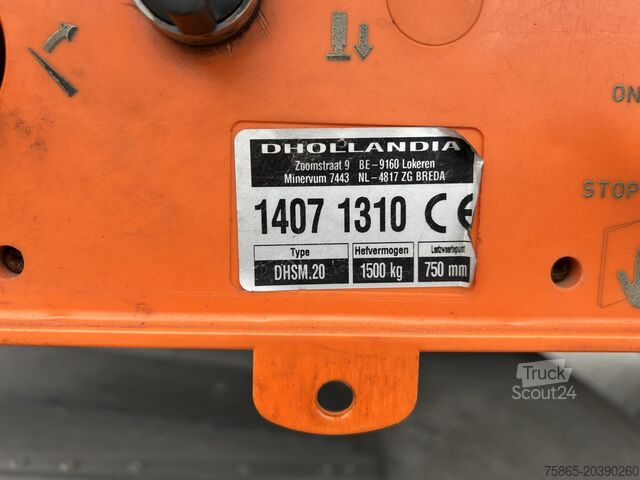 ON
DHOLLANDIA
Zoomstraat 9 BE-9160 Lokeren
Minervum 7443 NL-4817 ZG BREDA
STOP
1407 1310 CE
Type Hefvermogen Lastzwaartepunt
DHSM.20 1500 kg 750 mm
Truck
Scout24
75865-20390260